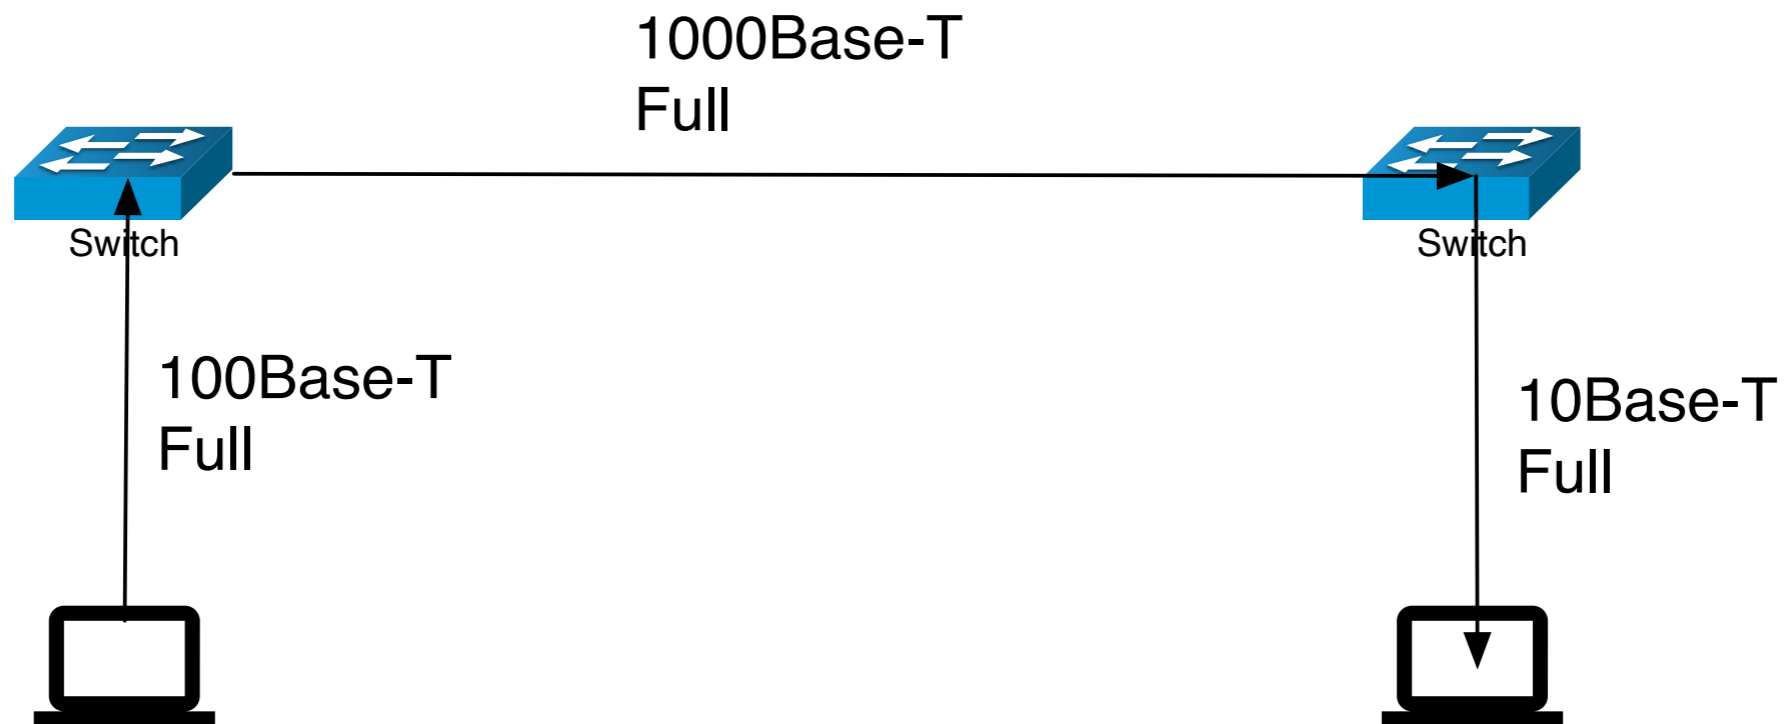 1000Base-T
Full
Switch
Switch
100Base-T
Full
10Base-T
Full